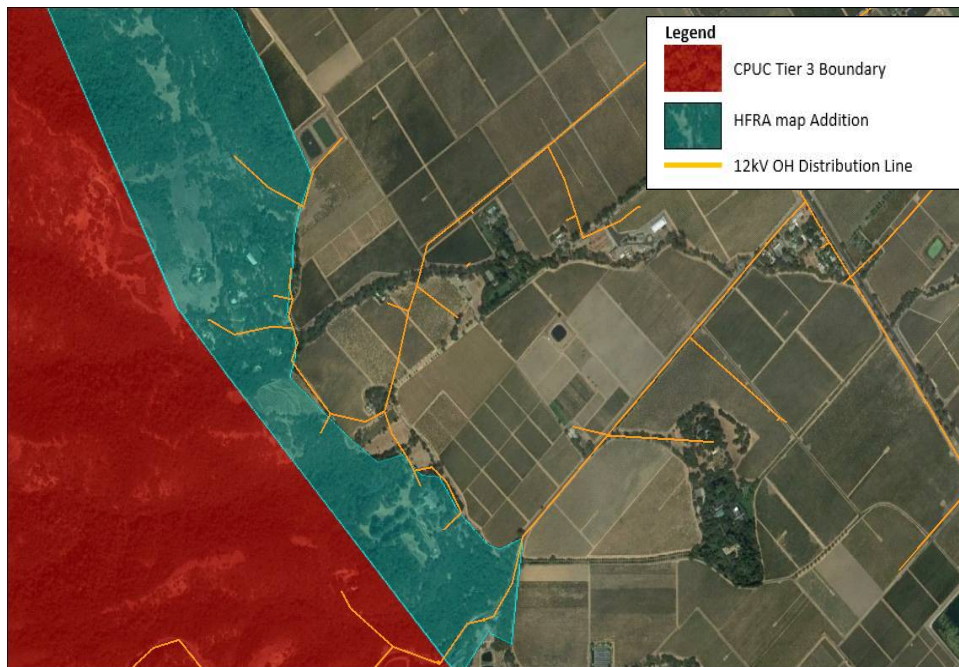 Legend
CPUC Tier 3 Boundary
HFRA map Addition
12kV OH Distribution Line